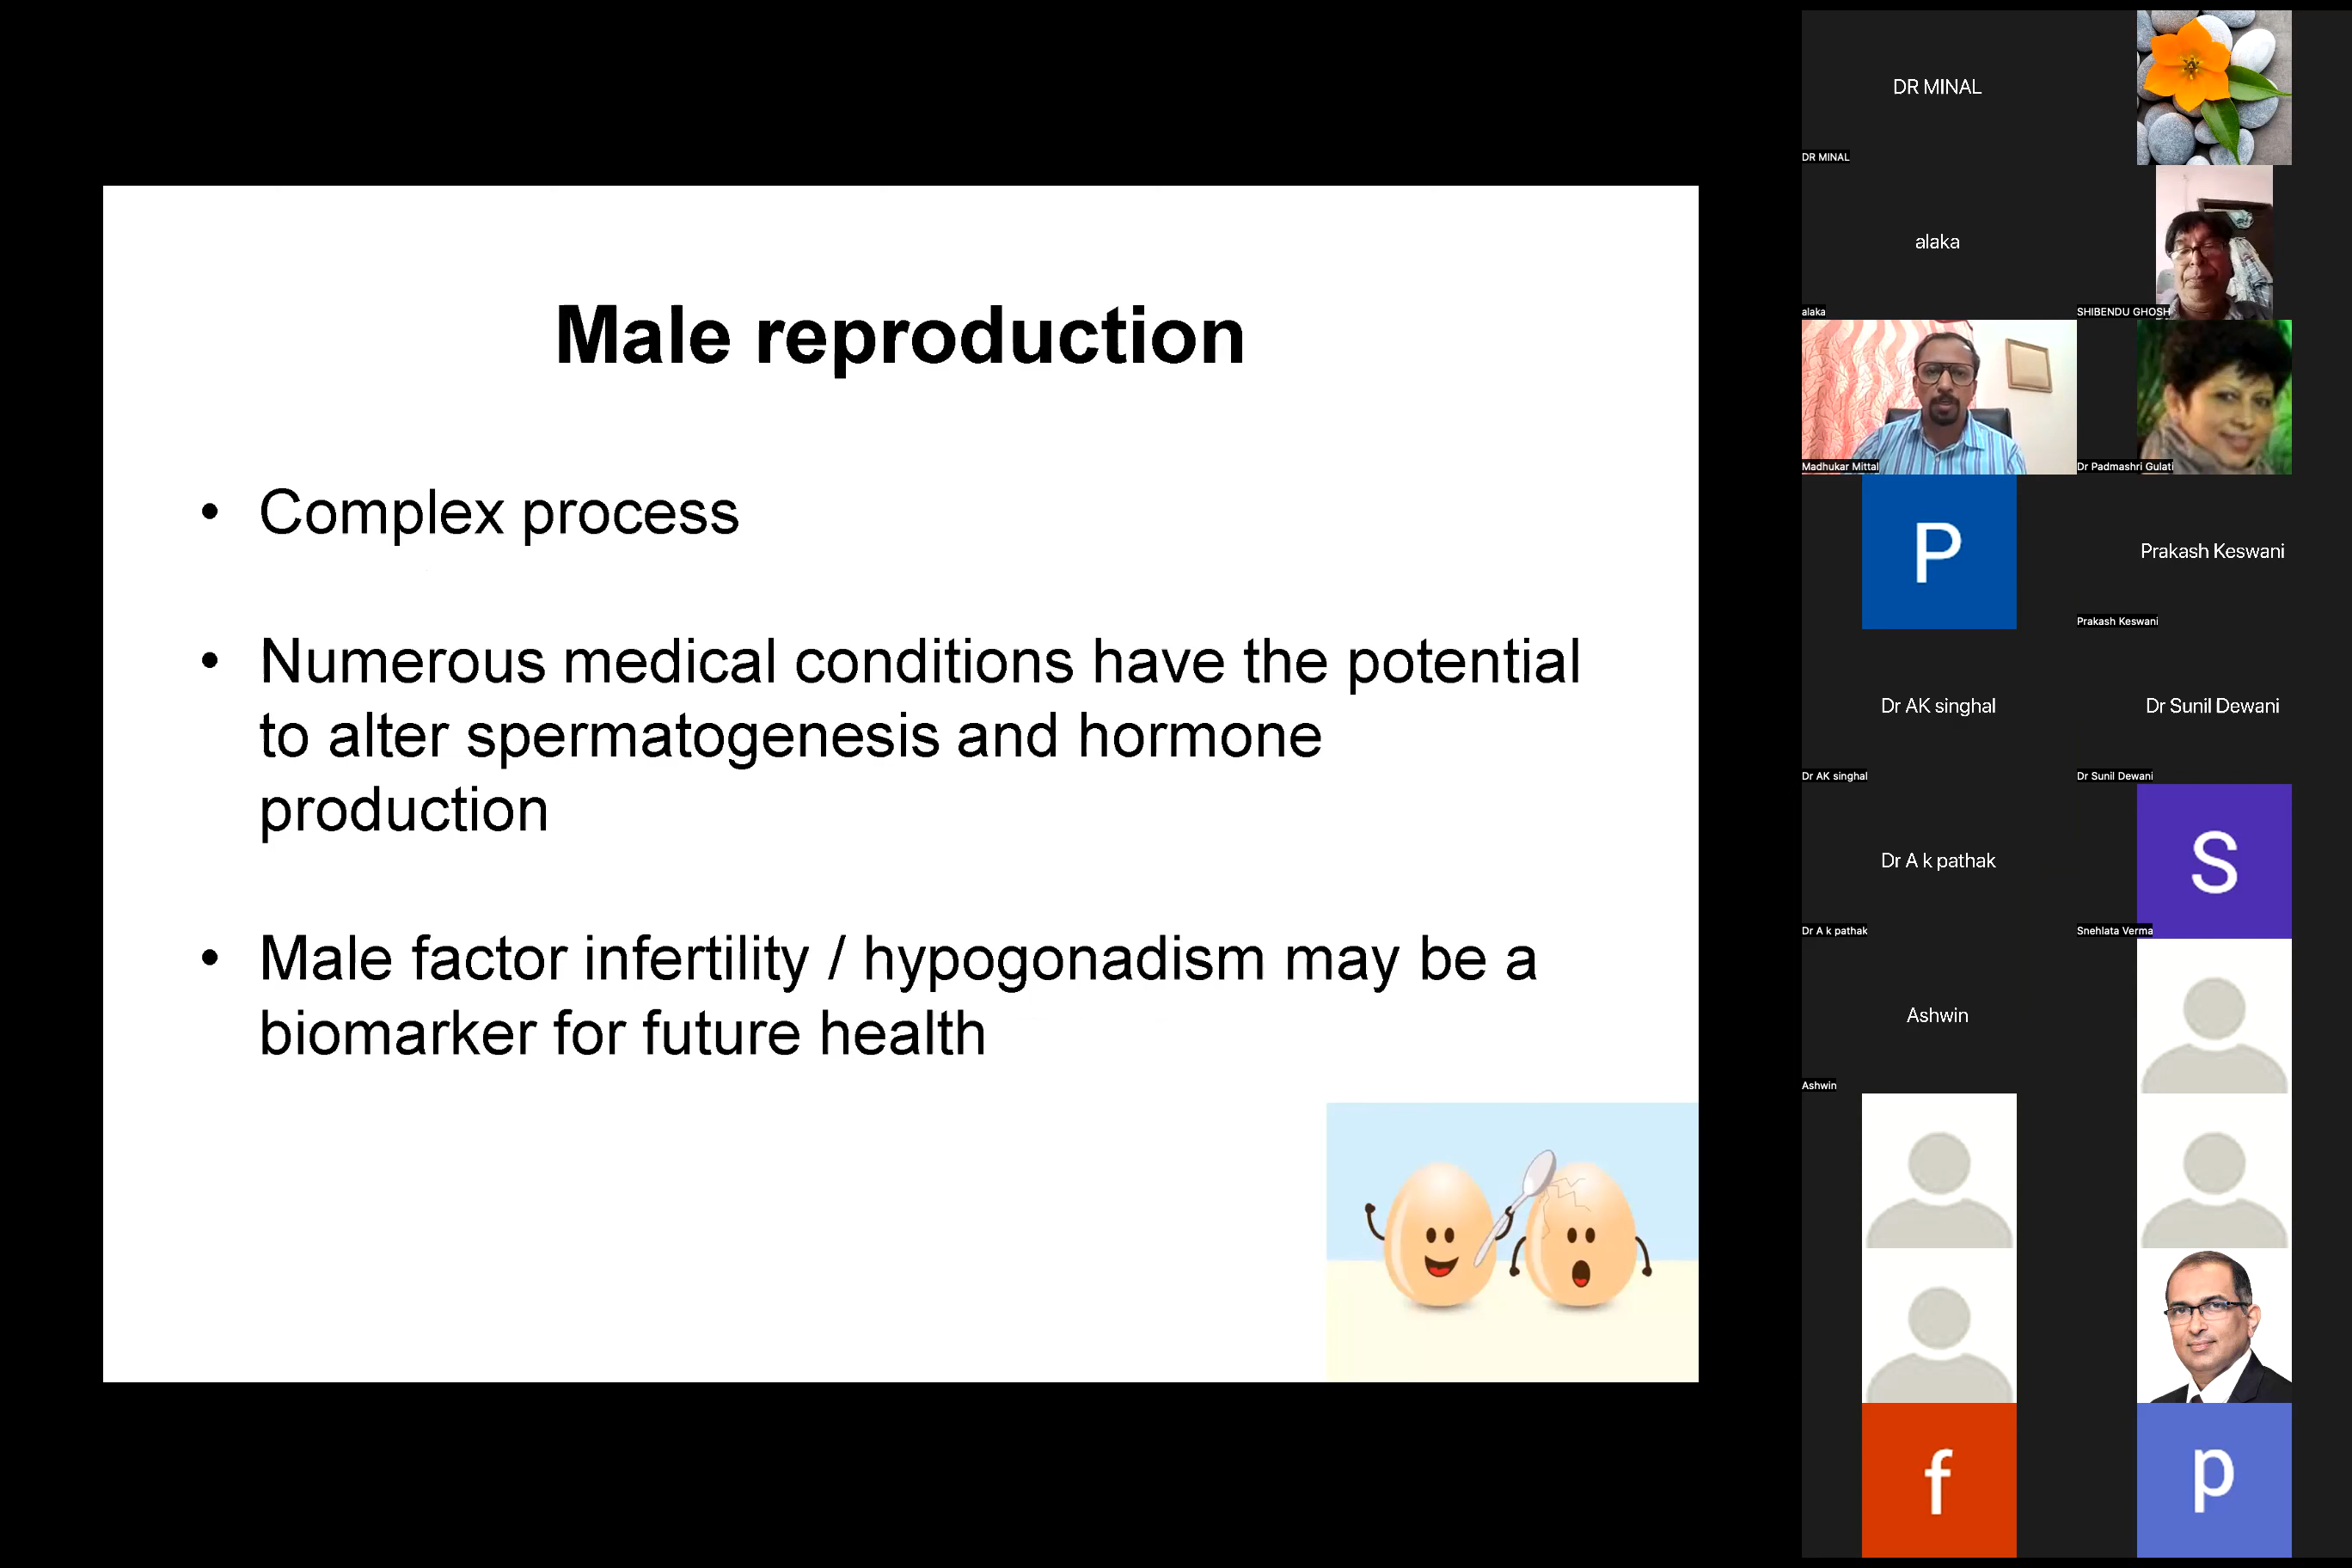 Male reproduction
• Complex process
• Numerous medical conditions have the potential
to alter spermatogenesis and hormone
production
• Male factor infertility / hypogonadism may be a
biomarker for future health
DR MINAL
DR MINAL
alaka
alaka
SHIBENDU GHOSH
Madhukar Mittal
Dr Padmashri Gulati
P
Prakash Keswani
Prakash Keswani
Dr AK singhal
Dr AK singhal
Dr Sunil Dewani
Dr Sunil Dewani
Dr A k pathak
Dr A k pathak
S
Snehlata Verma
Ashwin
Ashwin
f
p